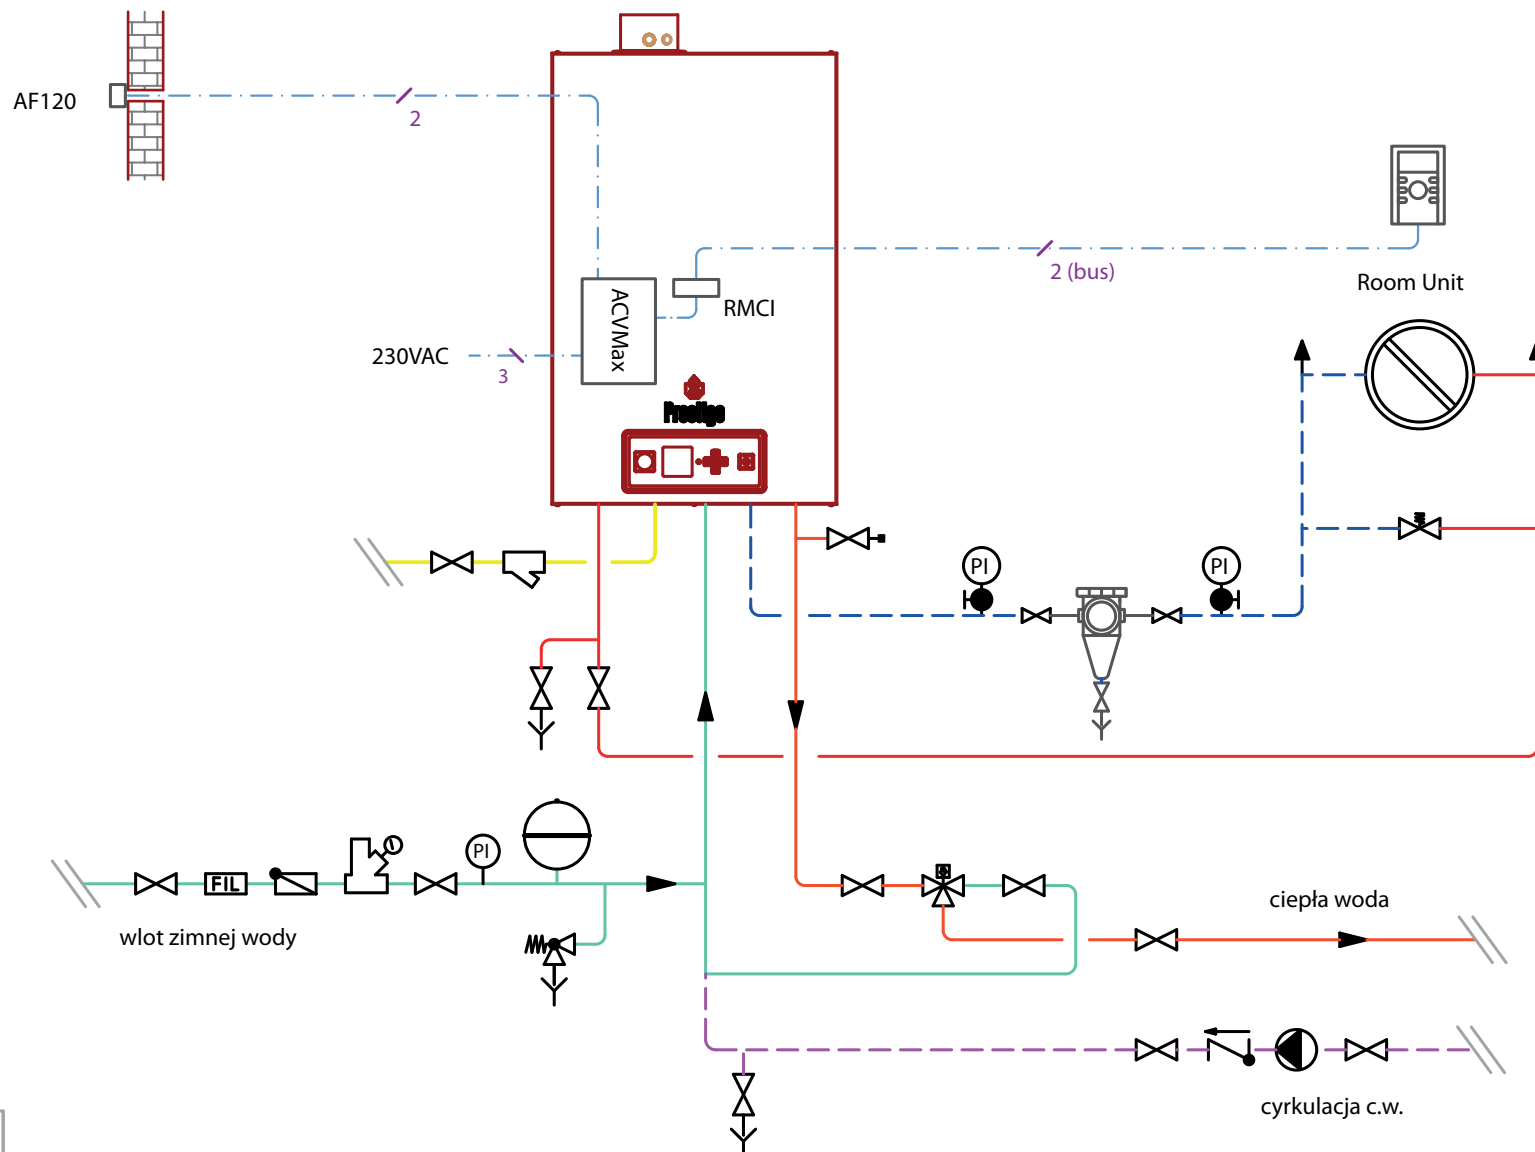 AF120
2
2 (bus)
Room Unit
ACVMax
RMCI
230VAC
3
Prestige
PI
PI
PI
FIL
wlot zimnej wody
ciepła woda
cyrkulacja c.w.